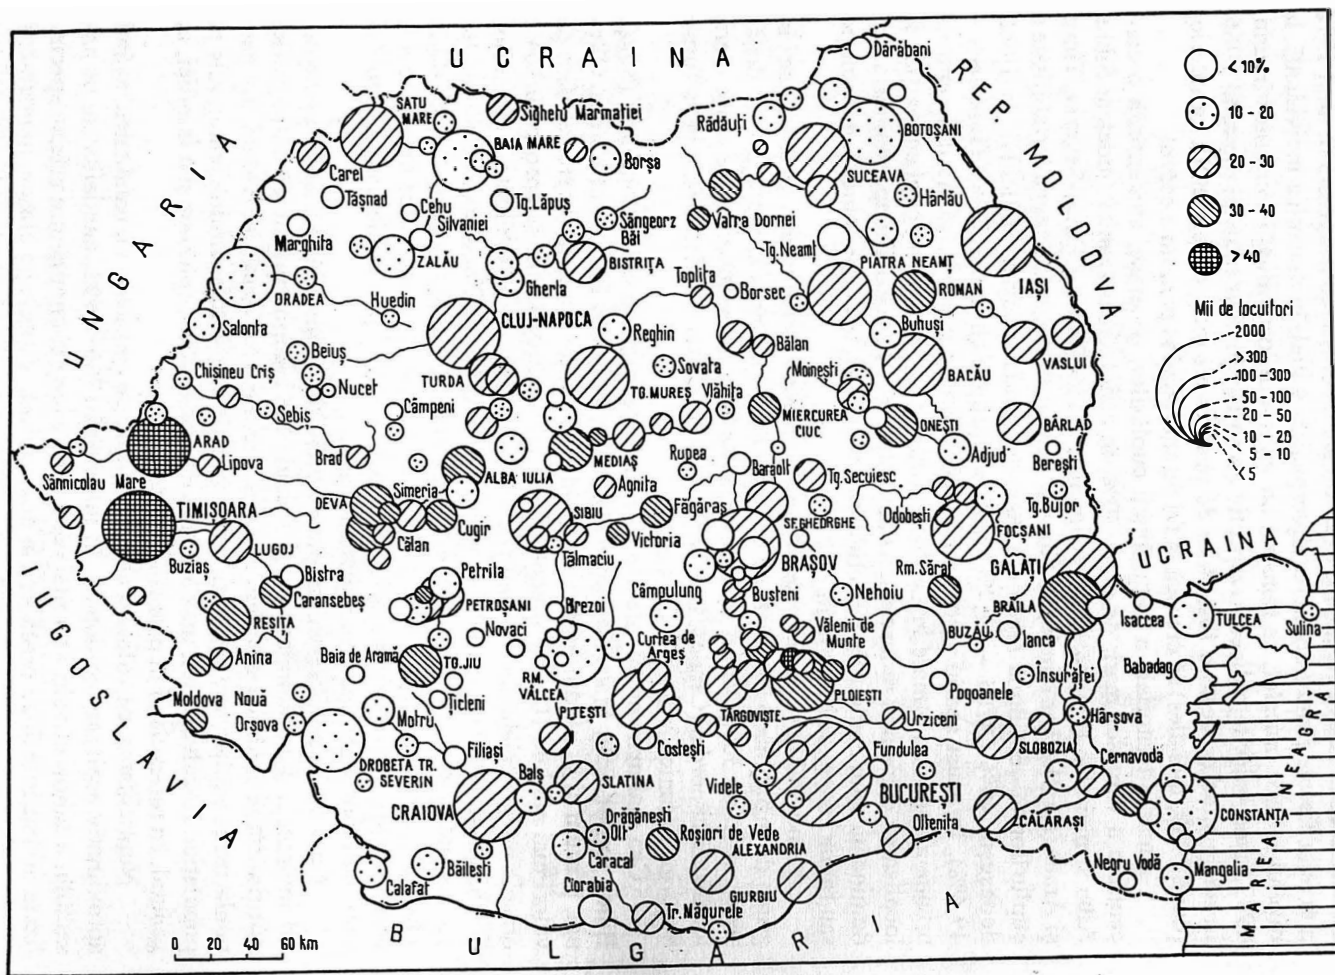 UCRAINA
REP. MOLDOVA
UNGARIA
IUGOSLAVIA
BULGARIA
UCRAINA
MAREA NEAGRĂ
< 10%
10 - 20
20 - 30
30 - 40
> 40
Mii de locuitori
2000
>300
100 - 300
50 - 100
20 - 50
10 - 20
5 - 10
<5
Dărăbani
SATU MARE
Sighetu Marmației
Rădăuți
BOTOȘANI
BAIA MARE
Borșa
Carel
SUCEAVA
Tășnad
Cehu Silvaniei
Tg. Lăpuș
Hârlău
Vatra Dornei
Sângeorz Băi
Marghita
ZALĂU
BISTRIȚA
Tg. Neamț
PIATRA NEAMȚ
IAȘI
ORADEA
Gherla
Toplița
Borsec
ROMAN
Huedin
CLUJ-NAPOCA
Salonta
Reghin
Buhuși
Beiuș
Bălan
VASLUI
Chișineu Criș
Nucet
TURDA
Sovata
Moinești
BACĂU
TG. MUREȘ
Vlăhița
Sebis
Câmpeni
MIERCUREA CIUC
ONEȘTI
BÂRLAD
ARAD
Lipova
Brad
MEDIAȘ
Adjud
Berești
Sânnicolau Mare
ALBA IULIA
Rupea
Baraolt
Tg. Secuiesc
DEVA
Simeria
Agnita
Tg. Bujor
TIMIȘOARA
Cugir
SIBIU
Făgăraș
SF. GHEORGHE
Odobești
FOCȘANI
LUGOJ
Călan
Victoria
Buziaș
Tălmaciu
BRAȘOV
GALAȚI
Bistra
Petrila
Câmpulung
Rm. Sărat
Caransebeș
PETROȘANI
Brezoi
Bușteni
Nehoiu
BRĂILA
Isaccea
TULCEA
Sulina
REȘIȚA
Novaci
Curtea de Argeș
Vălenii de Munte
BUZĂU
Ianca
Anina
Baia de Aramă
TG. JIU
RM. VÂLCEA
Babadag
Însurăței
Moldova Nouă
Țicleni
PLOIEȘTI
Pogoanele
Orșova
Motru
PITEȘTI
TÂRGOVIȘTE
Urziceni
Hârșova
Filiași
Costești
SLOBOZIA
DROBETA TR. SEVERIN
Fundulea
Cernavodă
Balș
SLATINA
Videle
BUCUREȘTI
CRAIOVA
Drăgănești Olt
Oltenița
CĂLĂRAȘI
CONSTANȚA
Roșiori de Vede
ALEXANDRIA
Caracal
Băilești
Negru Vodă
Mangalia
Calafat
Ciorabia
GIURGIU
Tr. Măgurele
0 20 40 60 km